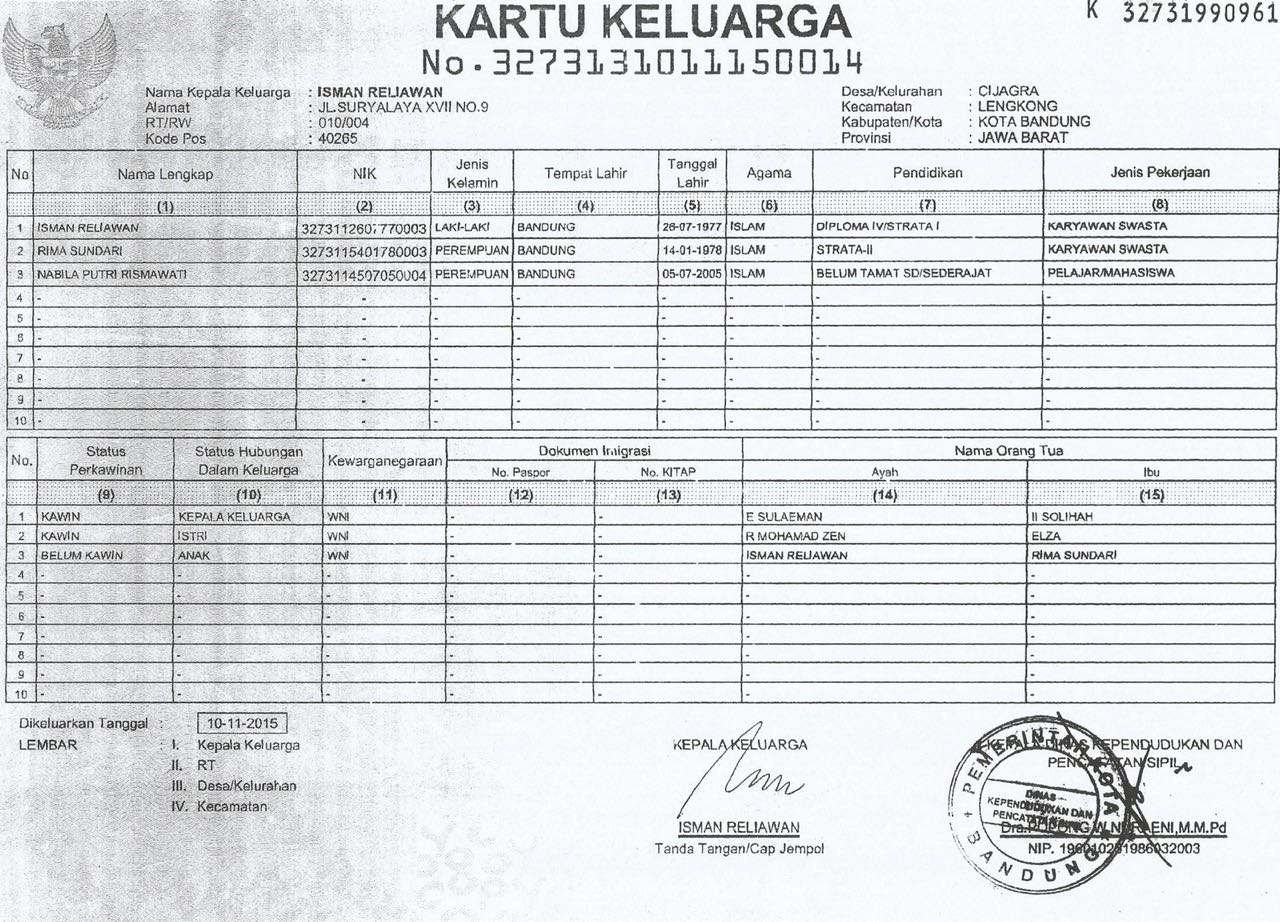 KARTU KELUARGA
K 32731990961
No. 3273131011150014
Nama Kepala Keluarga : ISMAN RELIAWAN
Alamat : JL.SURYALAYA XVII NO.9
RT/RW : 010/004
Kode Pos : 40265
Desa/Kelurahan : CIJAGRA
Kecamatan : LENGKONG
Kabupaten/Kota : KOTA BANDUNG
Provinsi : JAWA BARAT
No Nama Lengkap NIK Jenis Kelamin Tempat Lahir Tanggal Lahir Agama Pendidikan Jenis Pekerjaan
(1) (2) (3) (4) (5) (6) (7) (8)
1 ISMAN RELIAWAN 3273112607770003 LAKI-LAKI BANDUNG 26-07-1977 ISLAM DIPLOMA IV/STRATA I KARYAWAN SWASTA
2 RIMA SUNDARI 3273115401780003 PEREMPUAN BANDUNG 14-01-1978 ISLAM STRATA-II KARYAWAN SWASTA
3 NABILA PUTRI RISMAWATI 3273114507050004 PEREMPUAN BANDUNG 05-07-2005 ISLAM BELUM TAMAT SD/SEDERAJAT PELAJAR/MAHASISWA
4 - - - - - - - -
5 - - - - - - - -
6 - - - - - - - -
7 - - - - - - - -
8 - - - - - - - -
9 - - - - - - - -
10 - - - - - - - -
No. Status Perkawinan Status Hubungan Dalam Keluarga Kewarganegaraan Dokumen Imigrasi Nama Orang Tua
No. Paspor No. KITAP Ayah Ibu
(9) (10) (11) (12) (13) (14) (15)
1 KAWIN KEPALA KELUARGA WNI - - E SULAEMAN II SOLIHAH
2 KAWIN ISTRI WNI - - R MOHAMAD ZEN ELZA
3 BELUM KAWIN ANAK WNI - - ISMAN RELIAWAN RIMA SUNDARI
4 - - - - - - -
5 - - - - - - -
6 - - - - - - -
7 - - - - - - -
8 - - - - - - -
9 - - - - - - -
10 - - - - - - -
Dikeluarkan Tanggal : 10-11-2015
LEMBAR : I. Kepala Keluarga
II. RT
III. Desa/Kelurahan
IV. Kecamatan
KEPALA KELUARGA
ISMAN RELIAWAN
Tanda Tangan/Cap Jempol
KEPALA DINAS KEPENDUDUKAN DAN
PENCATATAN SIPIL
PEMERINTAH KOTA
DINAS
KEPENDUDUKAN DAN
PENCATATAN SIPIL
BANDUNG
Dra. W.NURAENI,M.M.Pd
NIP.